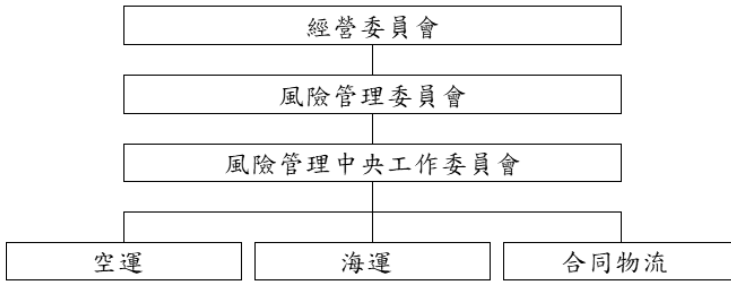 經營委員會
風險管理委員會
風險管理中央工作委員會
空運
海運
合同物流